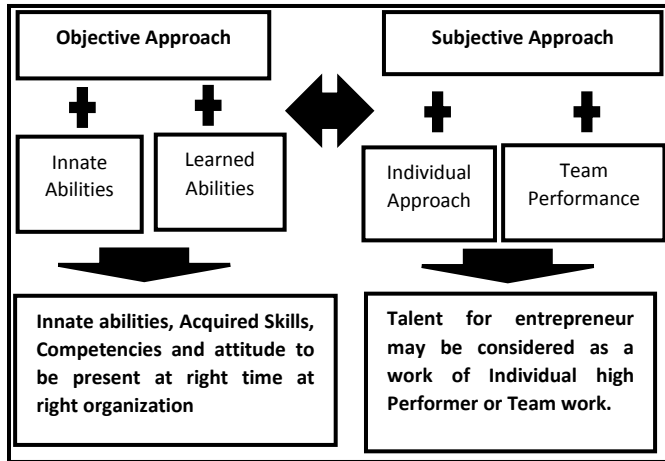 Objective Approach
Subjective Approach
Innate
Abilities
Learned
Abilities
Individual
Approach
Team
Performance
Innate abilities, Acquired Skills,
Competencies and attitude to
be present at right time at
right organization
Talent for entrepreneur
may be considered as a
work of Individual high
Performer or Team work.